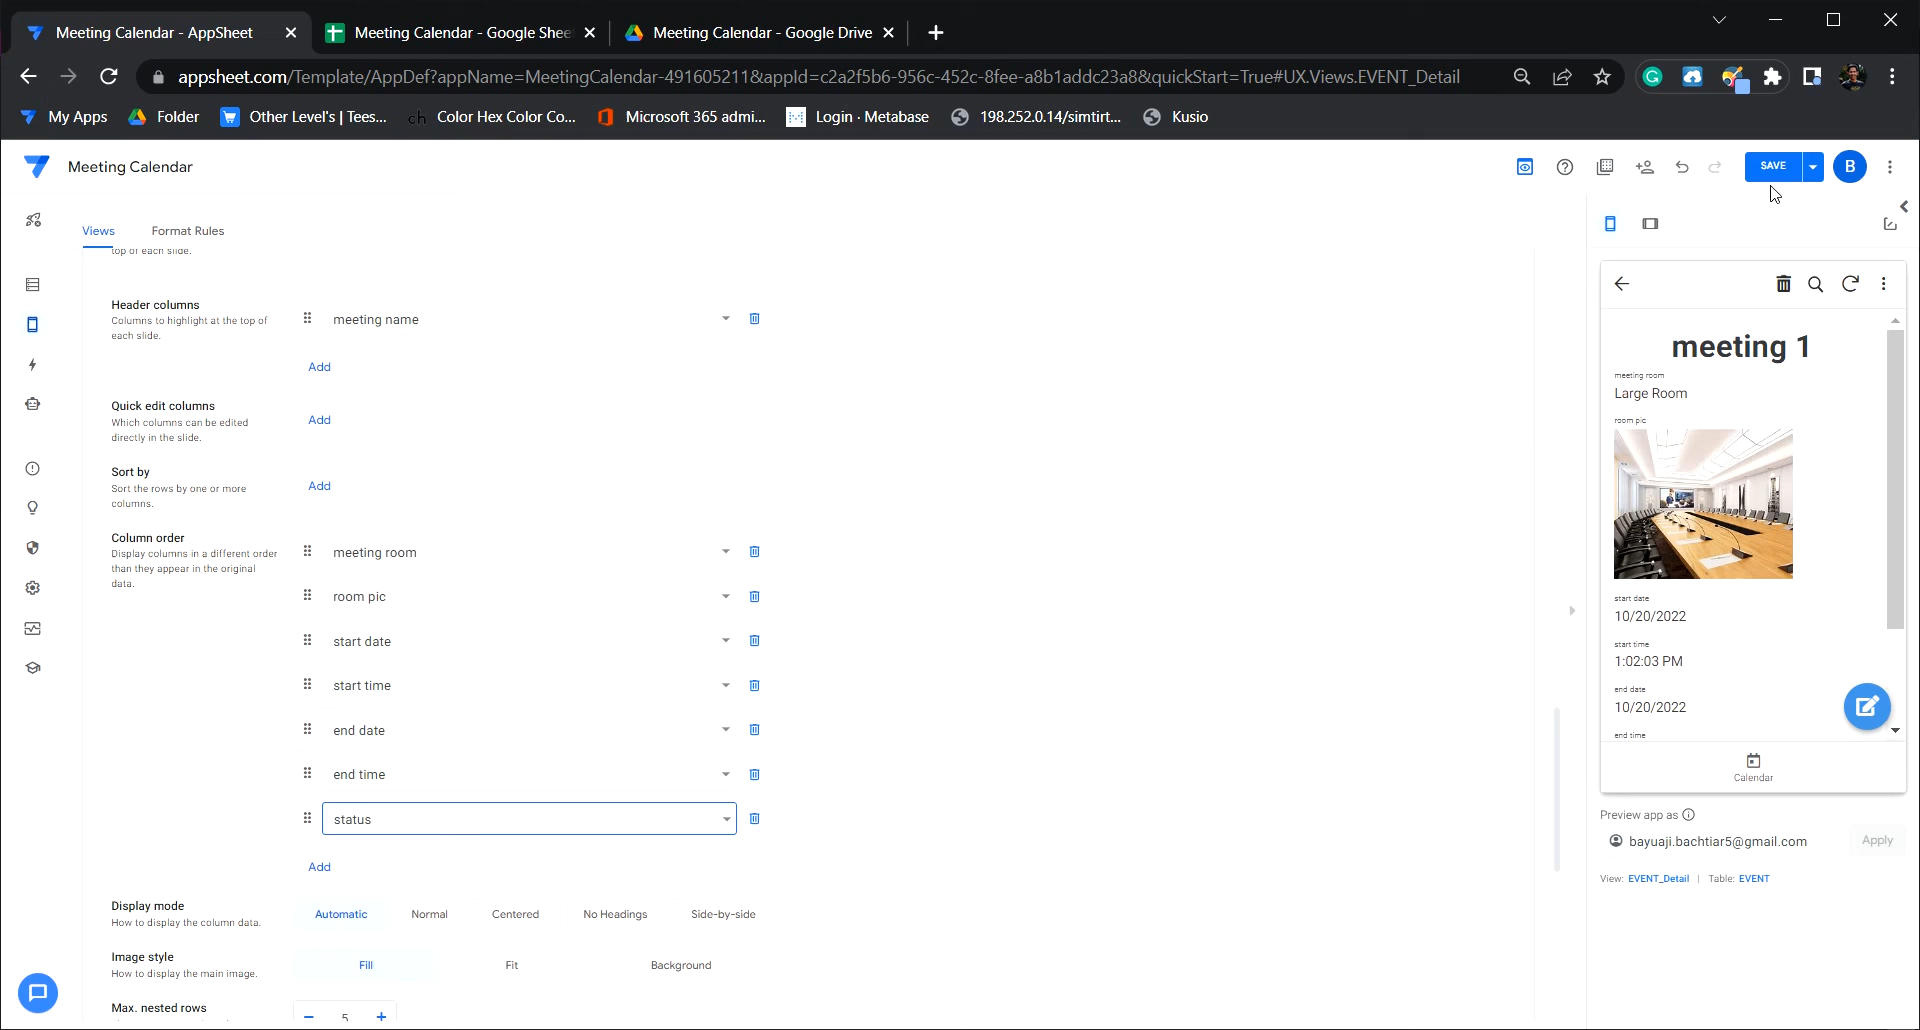 Meeting Calendar - AppSheet
Meeting Calendar - Google Shee
Meeting Calendar - Google Drive
appsheet.com/Template/AppDef?appName=MeetingCalendar-491605211&appId=c2a2f5b6-956c-452c-8fee-a8b1addc23a8&quickStart=True#UX.Views.EVENT_Detail
My Apps
Folder
Other Level's | Tees...
ch Color Hex Color Co...
Microsoft 365 admi...
Login · Metabase
198.252.0.14/simtirt...
Kusio
Meeting Calendar
SAVE
B
Views
Format Rules
top of each slide.
Header columns
Columns to highlight at the top of
each slide.
meeting name
Add
Quick edit columns
Which columns can be edited
directly in the slide.
Add
Sort by
Sort the rows by one or more
columns.
Add
Column order
Display columns in a different order
than they appear in the original
data.
meeting room
room pic
start date
start time
end date
end time
status
Add
Display mode
How to display the column data.
Automatic
Normal
Centered
No Headings
Side-by-side
Image style
How to display the main image.
Fill
Fit
Background
Max. nested rows
− 5 +
meeting 1
meeting room
Large Room
room pic
start date
10/20/2022
start time
1:02:03 PM
end date
10/20/2022
end time
Calendar
Preview app as
bayuaji.bachtiar5@gmail.com
Apply
View: EVENT_Detail | Table: EVENT